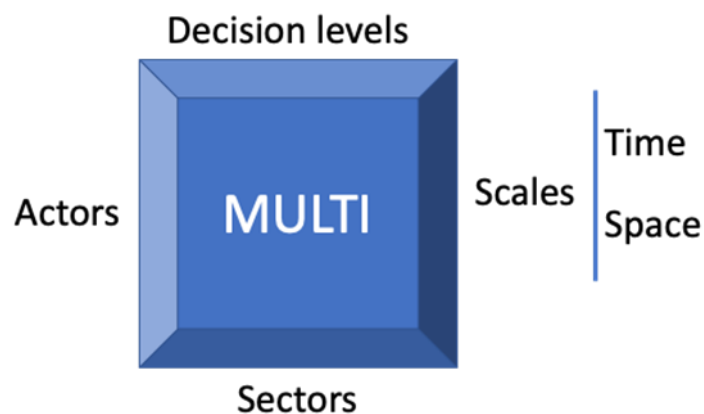 Decision levels
Actors
MULTI
Scales
Time
Space
Sectors